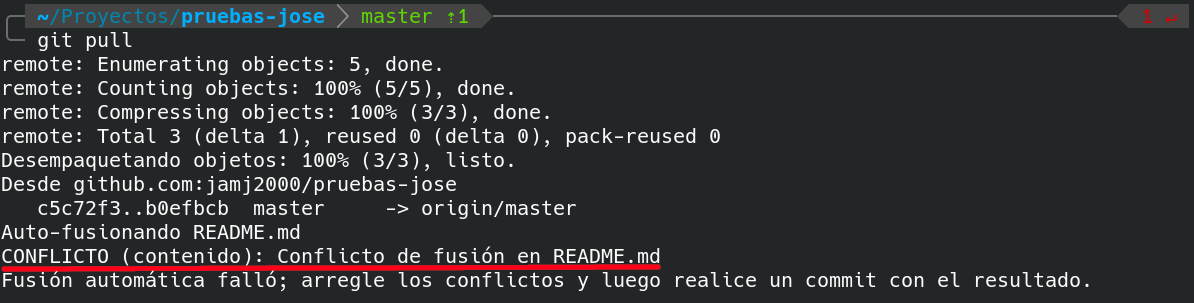 ~/Proyectos/pruebas-jose master ⇡1 1 ↵
git pull
remote: Enumerating objects: 5, done.
remote: Counting objects: 100% (5/5), done.
remote: Compressing objects: 100% (3/3), done.
remote: Total 3 (delta 1), reused 0 (delta 0), pack-reused 0
Desempaquetando objetos: 100% (3/3), listo.
Desde github.com:jamj2000/pruebas-jose
   c5c72f3..b0efbcb  master     -> origin/master
Auto-fusionando README.md
CONFLICTO (contenido): Conflicto de fusión en README.md
Fusión automática falló; arregle los conflictos y luego realice un commit con el resultado.